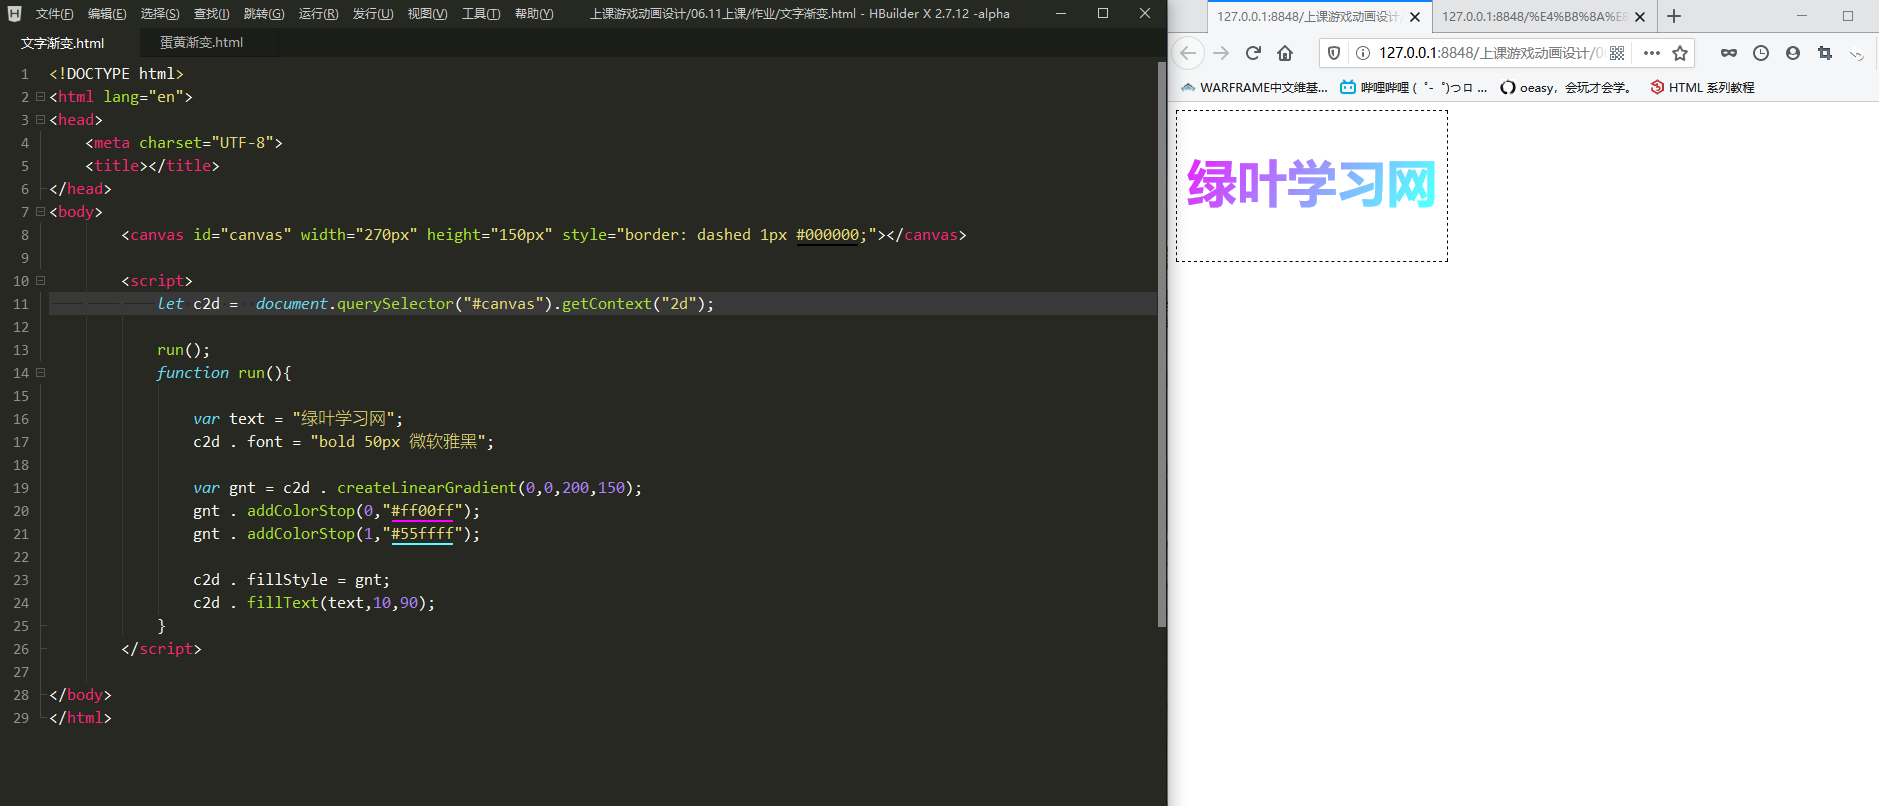 文件(F) 编辑(E) 选择(S) 查找(I) 跳转(G) 运行(R) 发行(U) 视图(V) 工具(T) 帮助(Y) 上课游戏动画设计/06.11上课/作业/文字渐变.html - HBuilder X 2.7.12 -alpha
文字渐变.html 蛋黄渐变.html
1 <!DOCTYPE html>
2 <html lang="en">
3 <head>
4 <meta charset="UTF-8">
5 <title></title>
6 </head>
7 <body>
8 <canvas id="canvas" width="270px" height="150px" style="border: dashed 1px #000000;"></canvas>
9
10 <script>
11 let c2d = document.querySelector("#canvas").getContext("2d");
12
13 run();
14 function run(){
15
16 var text = "绿叶学习网";
17 c2d . font = "bold 50px 微软雅黑";
18
19 var gnt = c2d . createLinearGradient(0,0,200,150);
20 gnt . addColorStop(0,"#ff00ff");
21 gnt . addColorStop(1,"#55ffff");
22
23 c2d . fillStyle = gnt;
24 c2d . fillText(text,10,90);
25 }
26 </script>
27
28 </body>
29 </html>
127.0.0.1:8848/上课游戏动画设计/ 127.0.0.1:8848/%E4%B8%8A%E8
127.0.0.1:8848/上课游戏动画设计/0
WARFRAME中文维基... 哔哩哔哩 ( ゜- ゜)つロ ... oeasy，会玩才会学。 HTML 系列教程
绿叶学习网